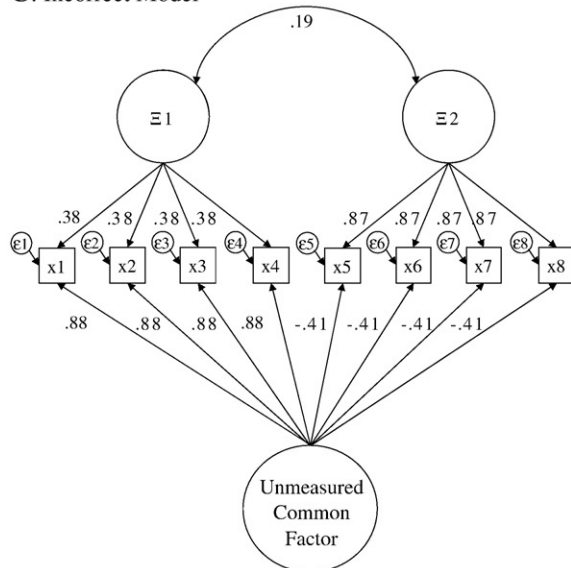 .19
Ξ1 Ξ2
.38 .38 .38 .38 .87 .87 .87 .87
ε1 ε2 ε3 ε4 ε5 ε6 ε7 ε8
x1 x2 x3 x4 x5 x6 x7 x8
.88 .88 .88 .88 -.41 -.41 -.41 -.41
Unmeasured
Common
Factor